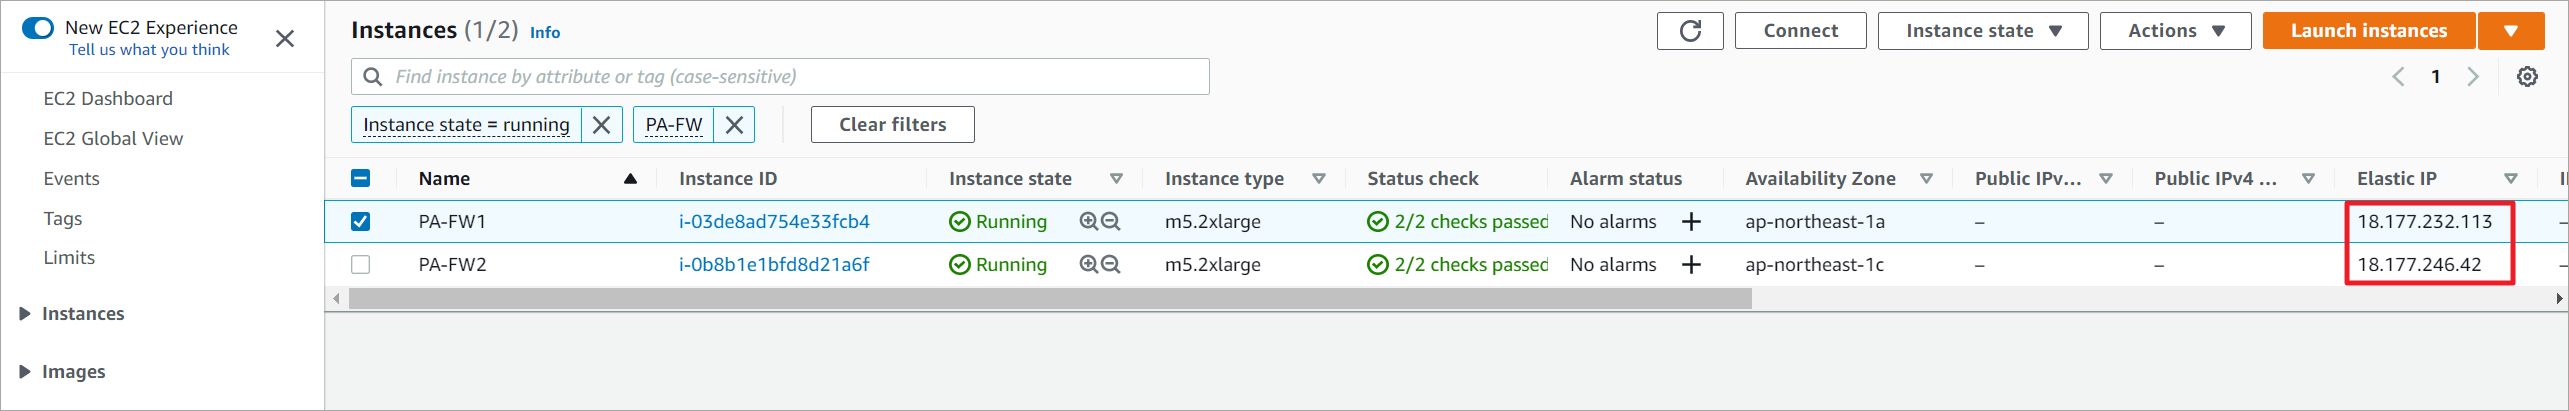 New EC2 Experience
Tell us what you think
EC2 Dashboard
EC2 Global View
Events
Tags
Limits
Instances
Images
Instances (1/2) Info
Connect
Instance state
Actions
Launch instances
Find instance by attribute or tag (case-sensitive)
1
Instance state = running
PA-FW
Clear filters
Name Instance ID Instance state Instance type Status check Alarm status Availability Zone Public IPv... Public IPv4 ... Elastic IP
PA-FW1 i-03de8ad754e33fcb4 Running m5.2xlarge 2/2 checks passed No alarms + ap-northeast-1a – – 18.177.232.113 –
PA-FW2 i-0b8b1e1bfd8d21a6f Running m5.2xlarge 2/2 checks passed No alarms + ap-northeast-1c – – 18.177.246.42 –